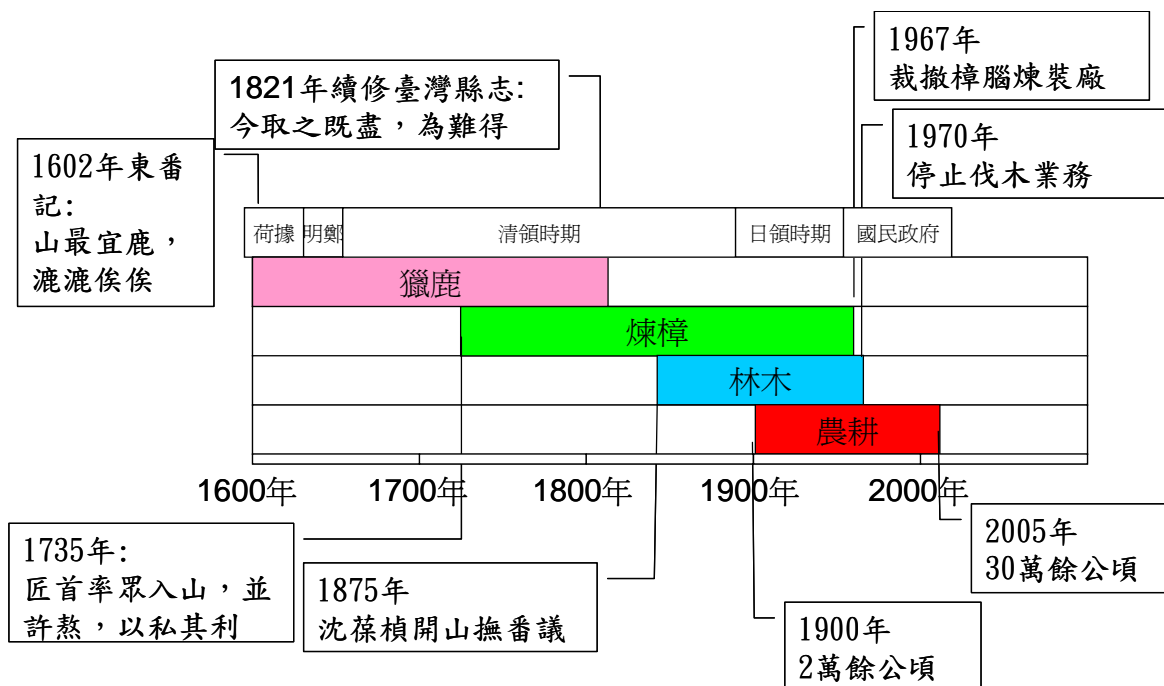 1967年
裁撤樟腦煉裝廠
1821年續修臺灣縣志:
今取之既盡，為難得
1970年
停止伐木業務
1602年東番
記:
山最宜鹿，
漉漉俟俟
荷據
明鄭
清領時期
日領時期
國民政府
獵鹿
煉樟
林木
農耕
1600年
1700年
1800年
1900年
2000年
1735年:
匠首率眾入山，並
許熬，以私其利
1875年
沈葆楨開山撫番議
1900年
2萬餘公頃
2005年
30萬餘公頃